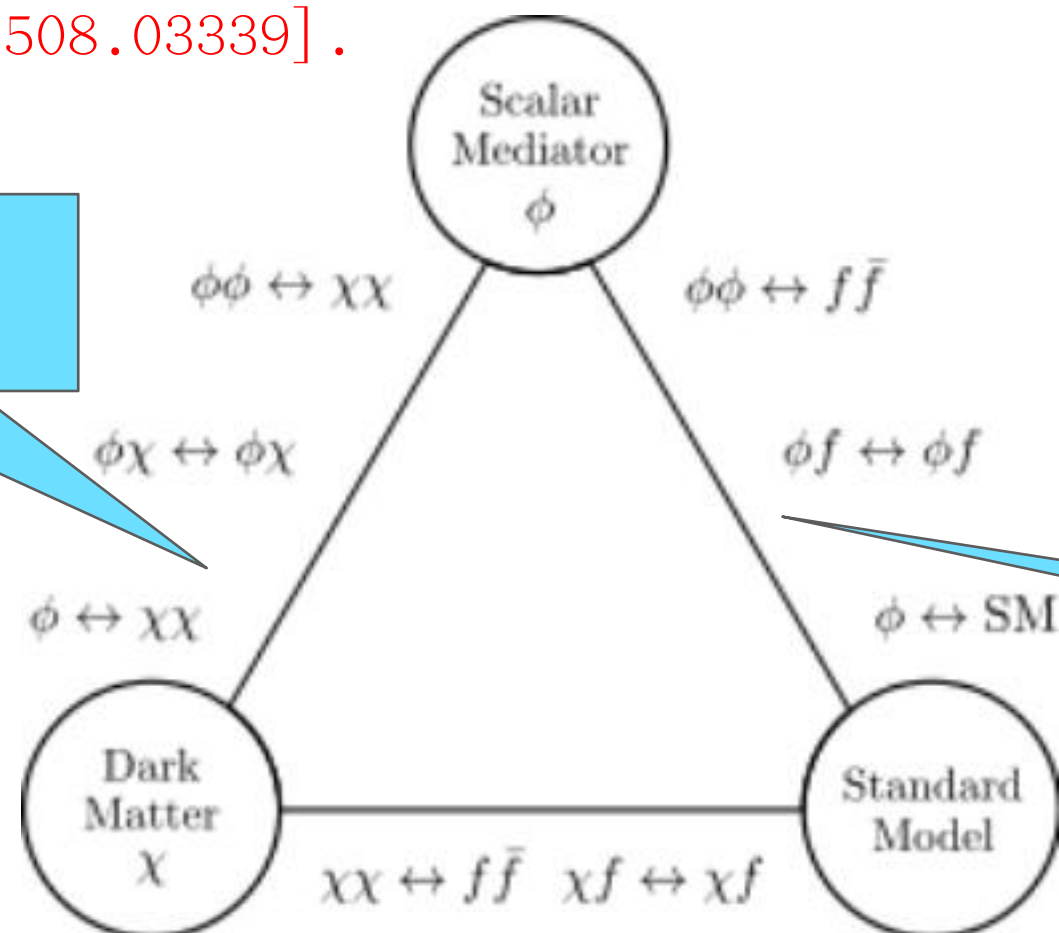 508.03339].
Scalar
Mediator
ϕ
ϕϕ ↔ χχ
ϕϕ ↔ f f̄
ϕχ ↔ ϕχ
ϕf ↔ ϕf
ϕ ↔ χχ
ϕ ↔ SM
Dark
Matter
χ
Standard
Model
χχ ↔ f f̄ χf ↔ χf